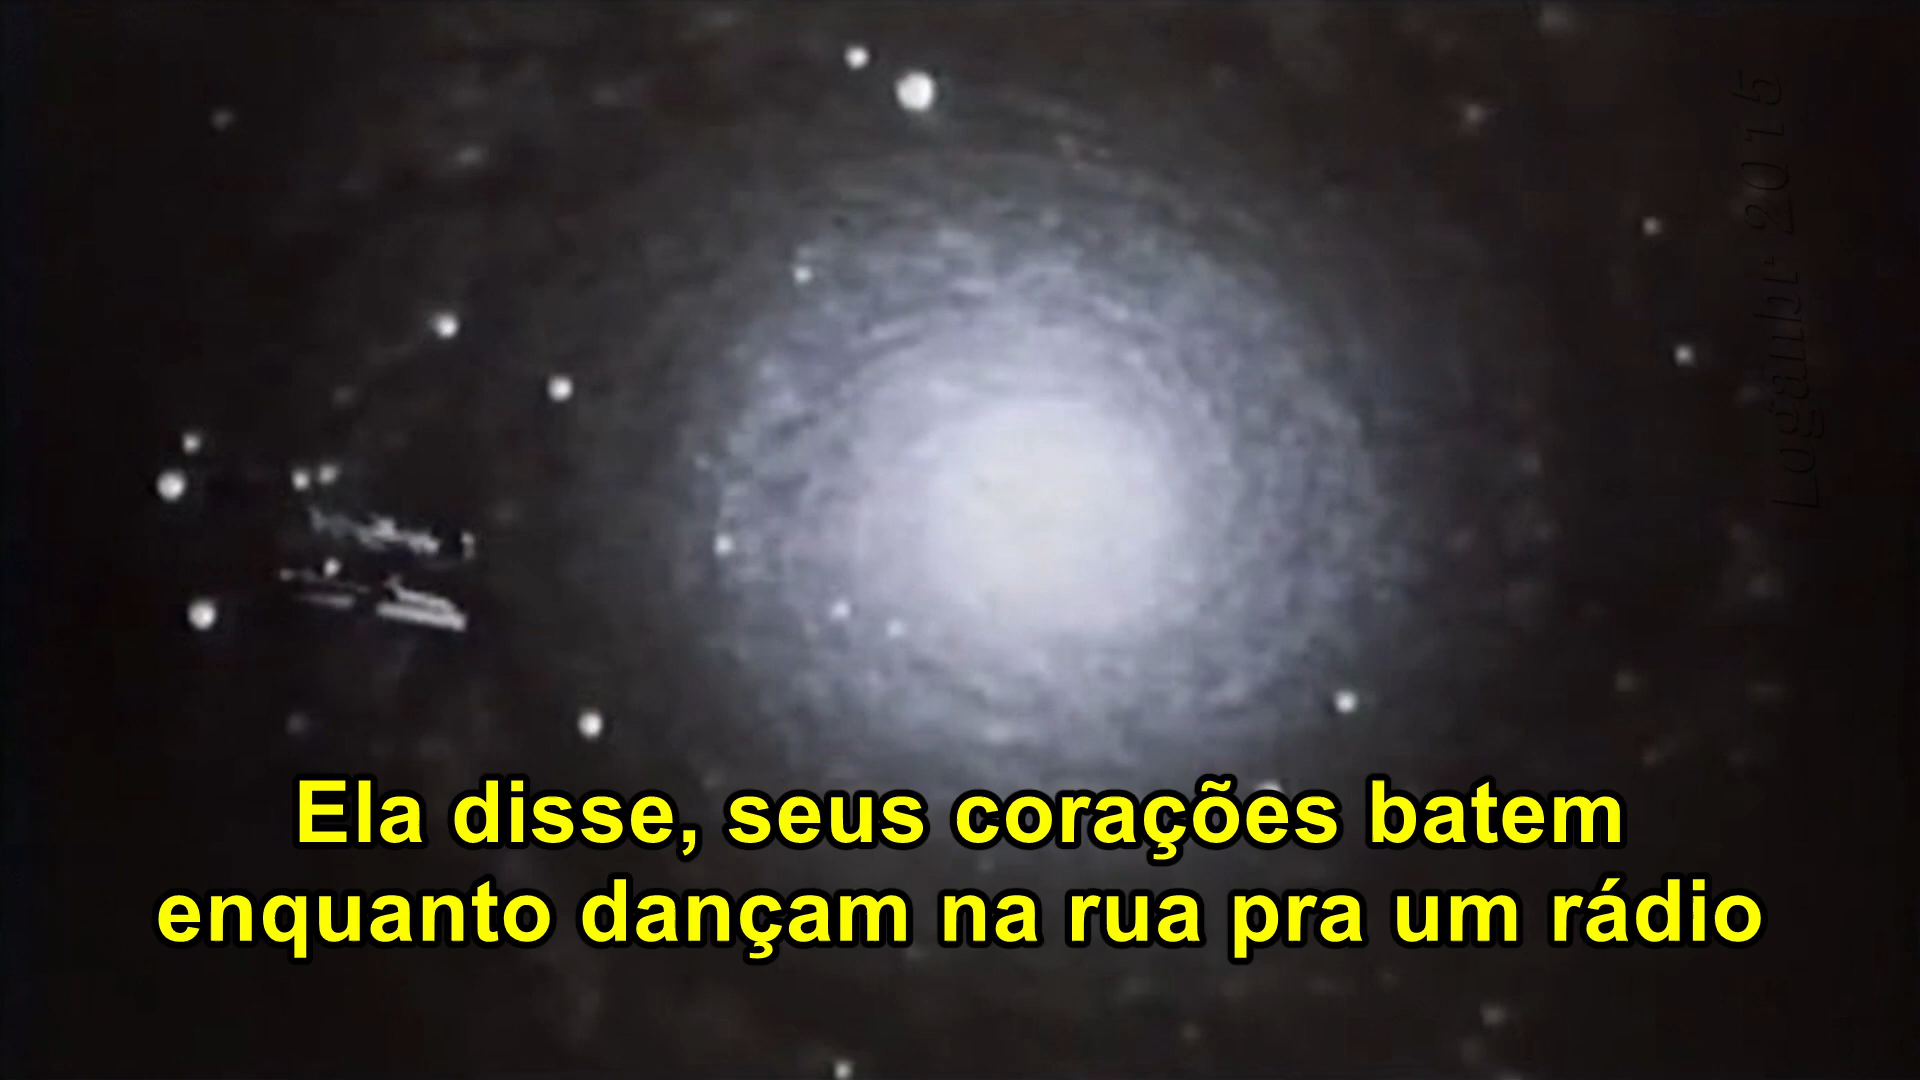 Ela disse, seus corações batem
enquanto dançam na rua pra um rádio